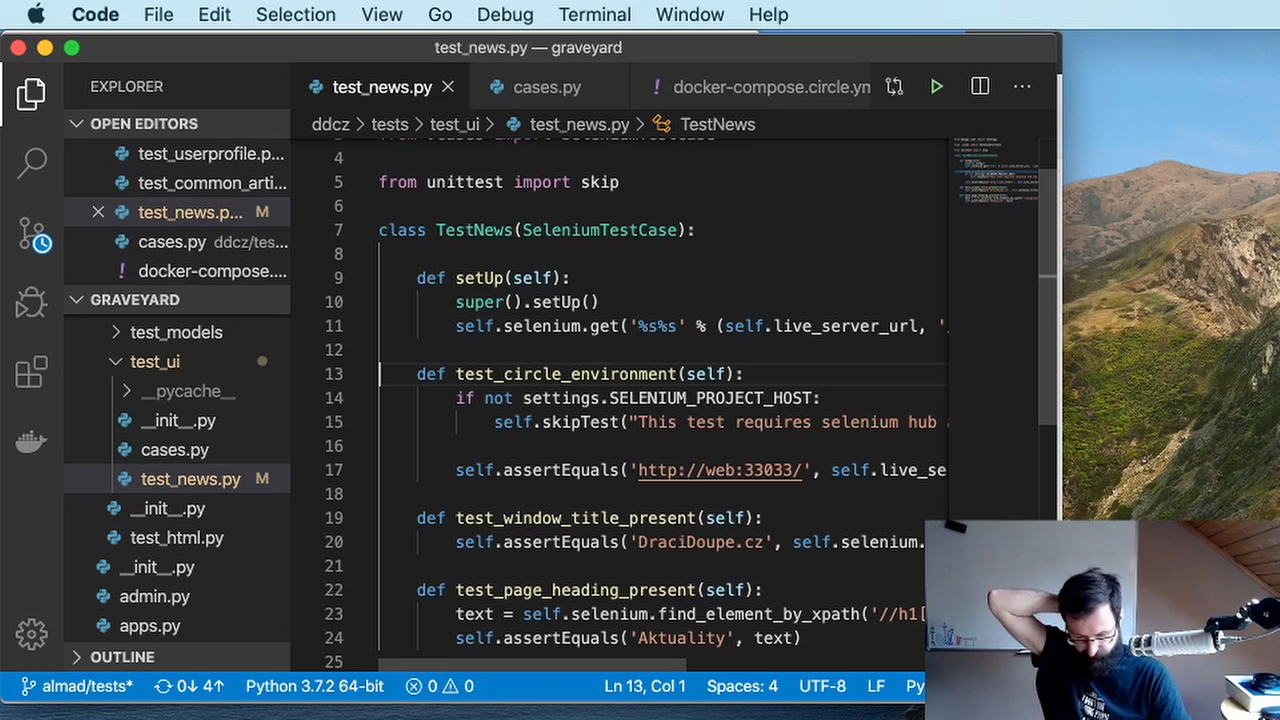 Code File Edit Selection View Go Debug Terminal Window Help
test_news.py — graveyard
EXPLORER
test_news.py
cases.py
docker-compose.circle.ym
OPEN EDITORS
ddcz > tests > test_ui > test_news.py > TestNews
test_userprofile.p...
test_common_arti...
test_news.p... M
cases.py ddcz/tes...
docker-compose....
GRAVEYARD
test_models
test_ui
__pycache__
__init__.py
cases.py
test_news.py M
__init__.py
test_html.py
__init__.py
admin.py
apps.py
OUTLINE
4
5 from unittest import skip
6
7 class TestNews(SeleniumTestCase):
8
9 def setUp(self):
10 super().setUp()
11 self.selenium.get('%s%s' % (self.live_server_url, '
12
13 def test_circle_environment(self):
14 if not settings.SELENIUM_PROJECT_HOST:
15 self.skipTest("This test requires selenium hub
16
17 self.assertEquals('http://web:33033/', self.live_se
18
19 def test_window_title_present(self):
20 self.assertEquals('DraciDoupe.cz', self.selenium.
21
22 def test_page_heading_present(self):
23 text = self.selenium.find_element_by_xpath('//h1[
24 self.assertEquals('Aktuality', text)
25
almad/tests* 0↓ 4↑ Python 3.7.2 64-bit 0 0 Ln 13, Col 1 Spaces: 4 UTF-8 LF Py